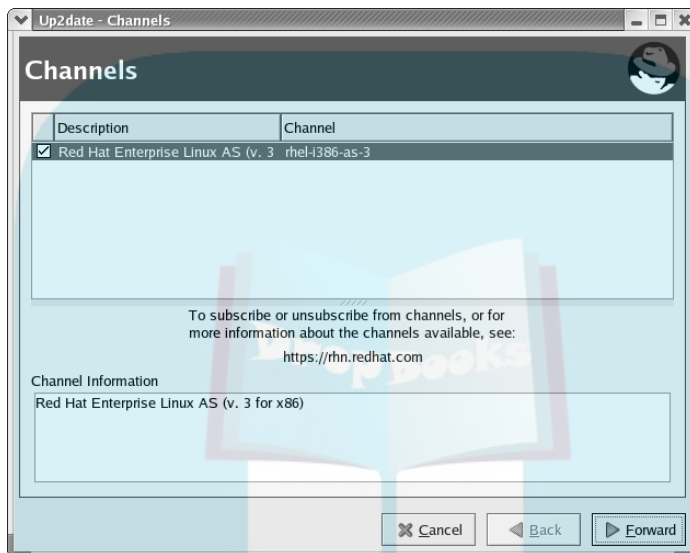 Up2date - Channels
Channels
Description Channel
Red Hat Enterprise Linux AS (v. 3 rhel-i386-as-3
To subscribe or unsubscribe from channels, or for
more information about the channels available, see:
https://rhn.redhat.com
Channel Information
Red Hat Enterprise Linux AS (v. 3 for x86)
Drop Books
Cancel Back Forward